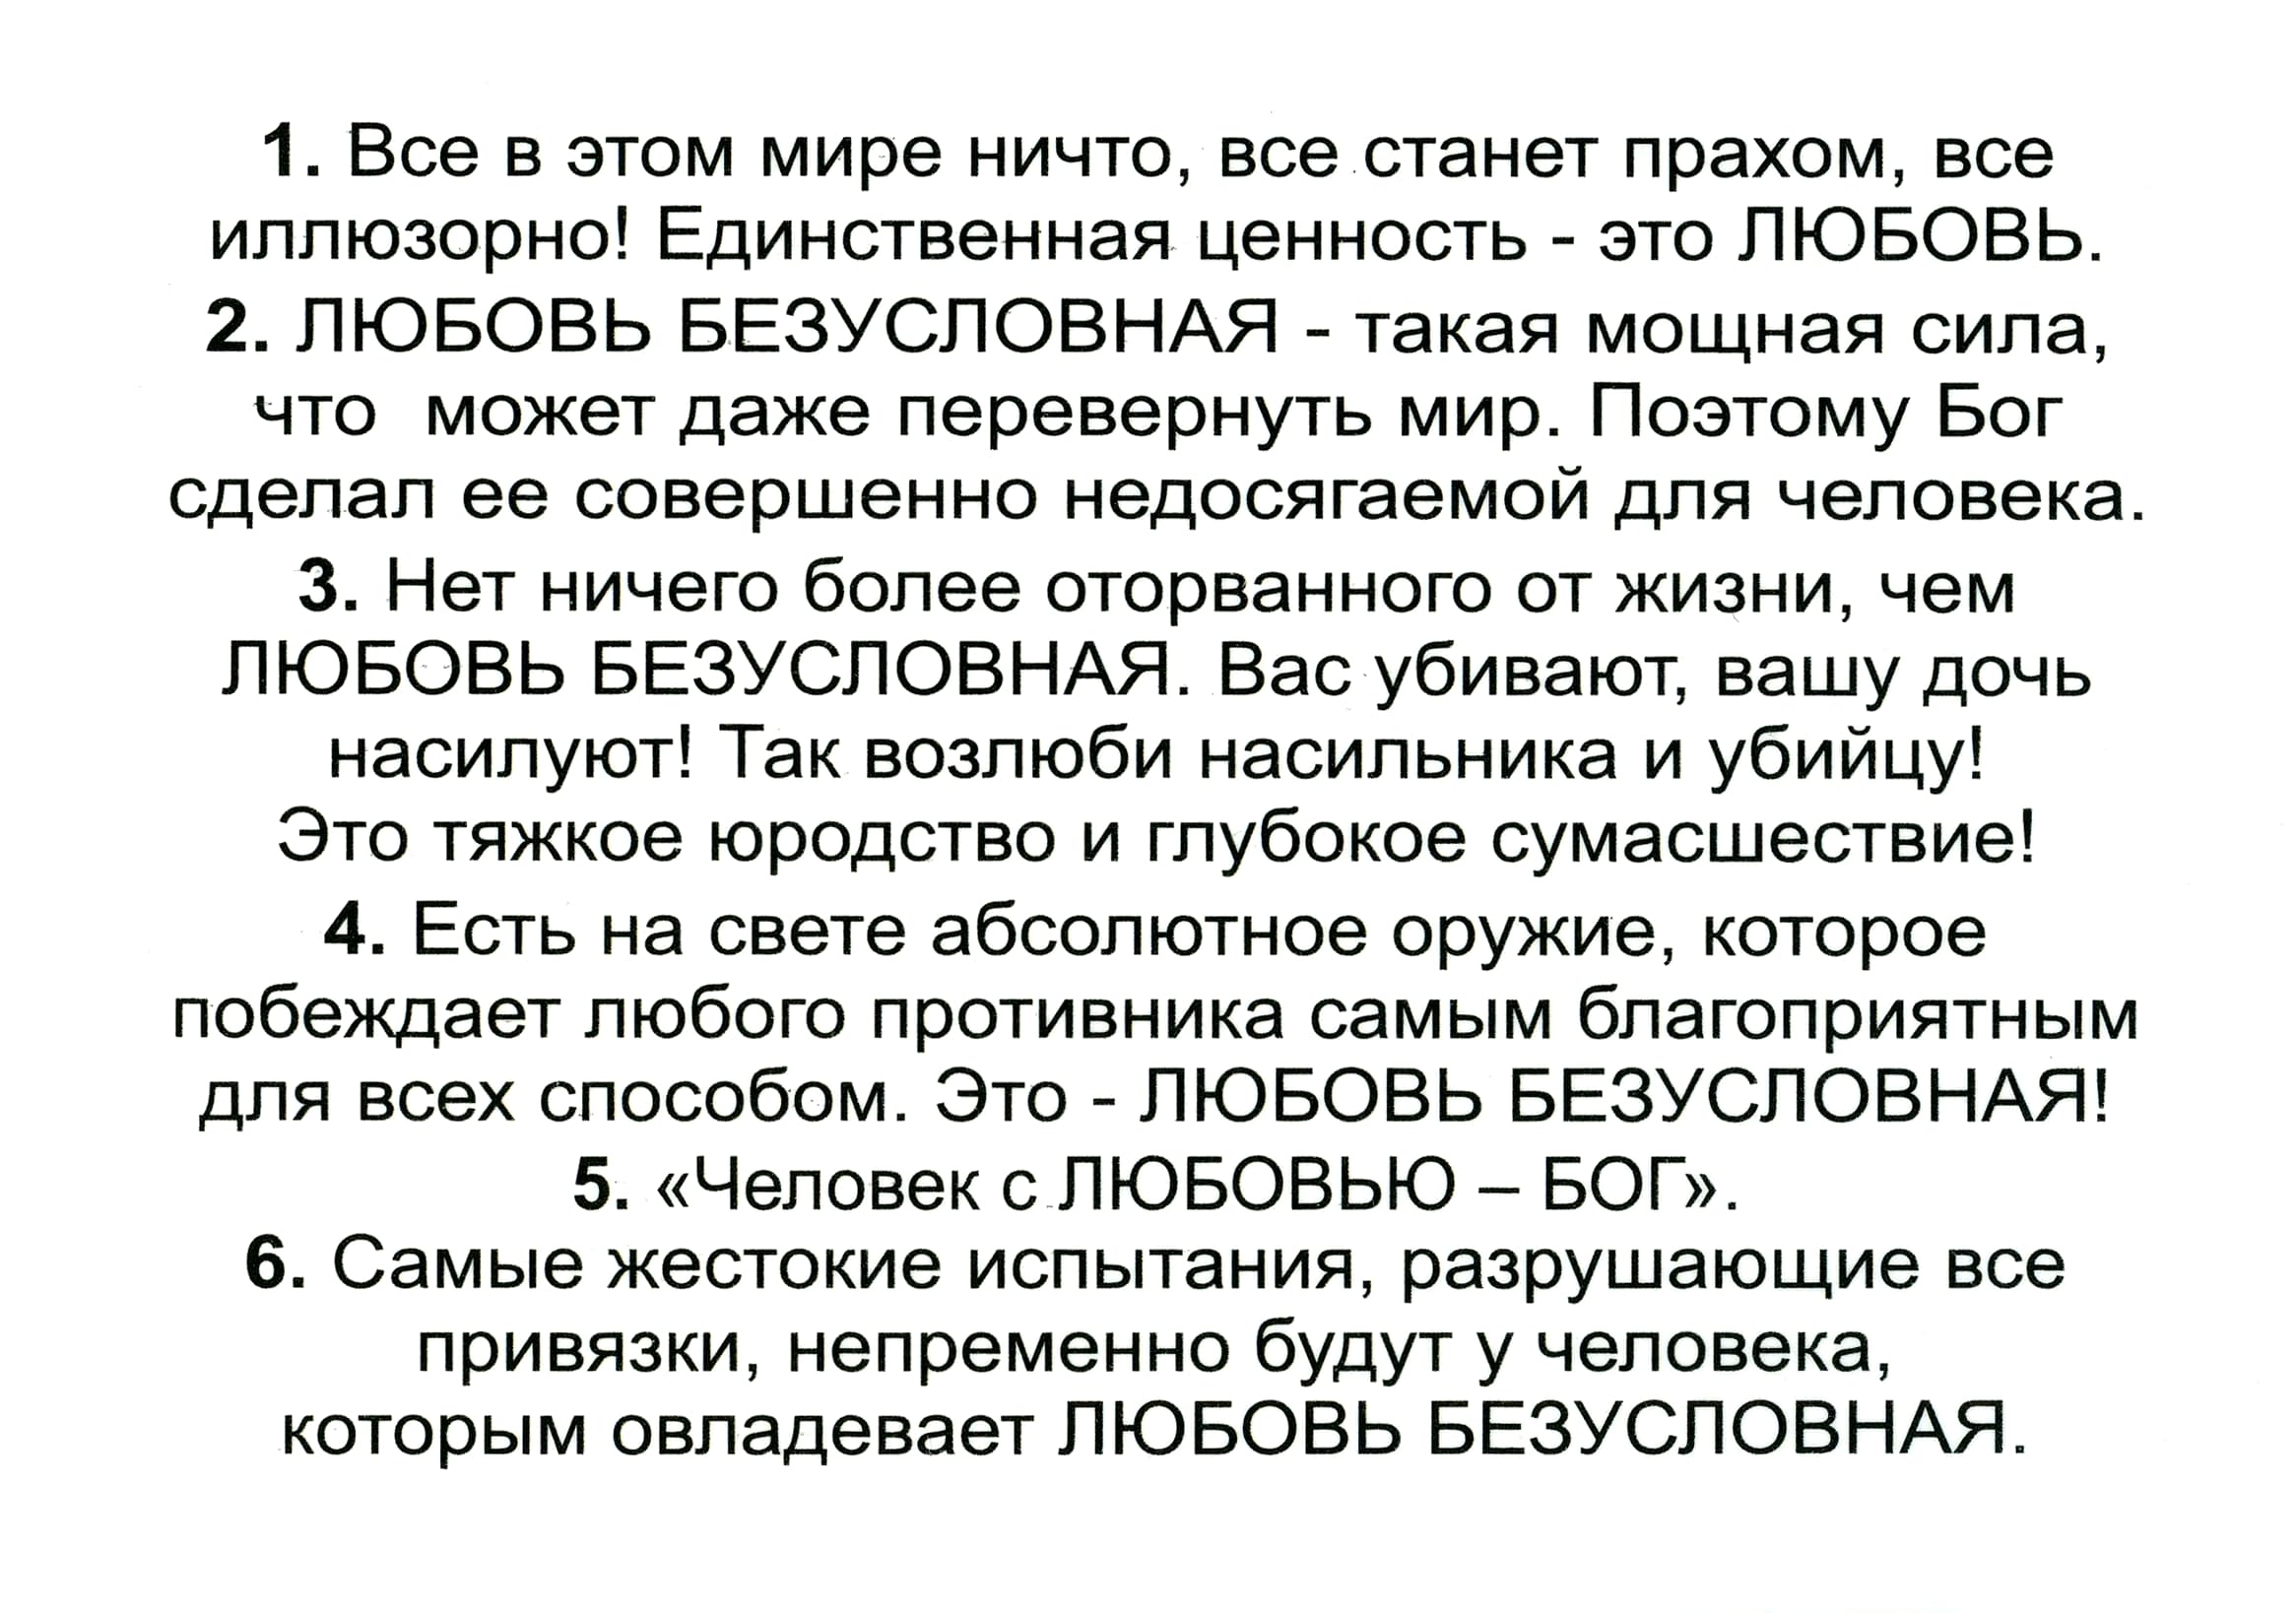 1. Все в этом мире ничто, все станет прахом, все
иллюзорно! Единственная ценность - это ЛЮБОВЬ.
2. ЛЮБОВЬ БЕЗУСЛОВНАЯ - такая мощная сила,
что может даже перевернуть мир. Поэтому Бог
сделал ее совершенно недосягаемой для человека.
3. Нет ничего более оторванного от жизни, чем
ЛЮБОВЬ БЕЗУСЛОВНАЯ. Вас убивают, вашу дочь
насилуют! Так возлюби насильника и убийцу!
Это тяжкое юродство и глубокое сумасшествие!
4. Есть на свете абсолютное оружие, которое
побеждает любого противника самым благоприятным
для всех способом. Это - ЛЮБОВЬ БЕЗУСЛОВНАЯ!
5. «Человек с ЛЮБОВЬЮ – БОГ».
6. Самые жестокие испытания, разрушающие все
привязки, непременно будут у человека,
которым овладевает ЛЮБОВЬ БЕЗУСЛОВНАЯ.